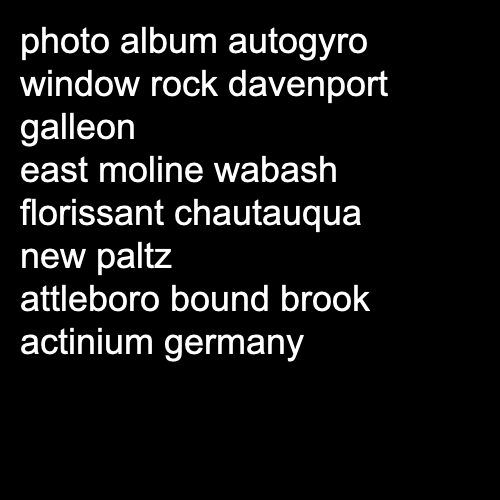 photo album autogyro
window rock davenport
galleon
east moline wabash
florissant chautauqua
new paltz
attleboro bound brook
actinium germany